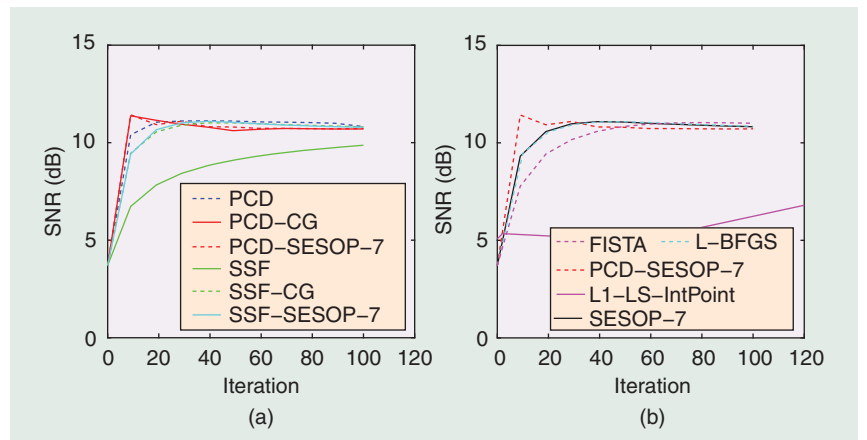 15
10
5
0
SNR (dB)
PCD
PCD–CG
PCD–SESOP–7
SSF
SSF–CG
SSF–SESOP–7
0 20 40 60 80 100 120
Iteration
(a)
15
10
5
0
SNR (dB)
FISTA L–BFGS
PCD–SESOP–7
L1–LS–IntPoint
SESOP–7
0 20 40 60 80 100 120
Iteration
(b)